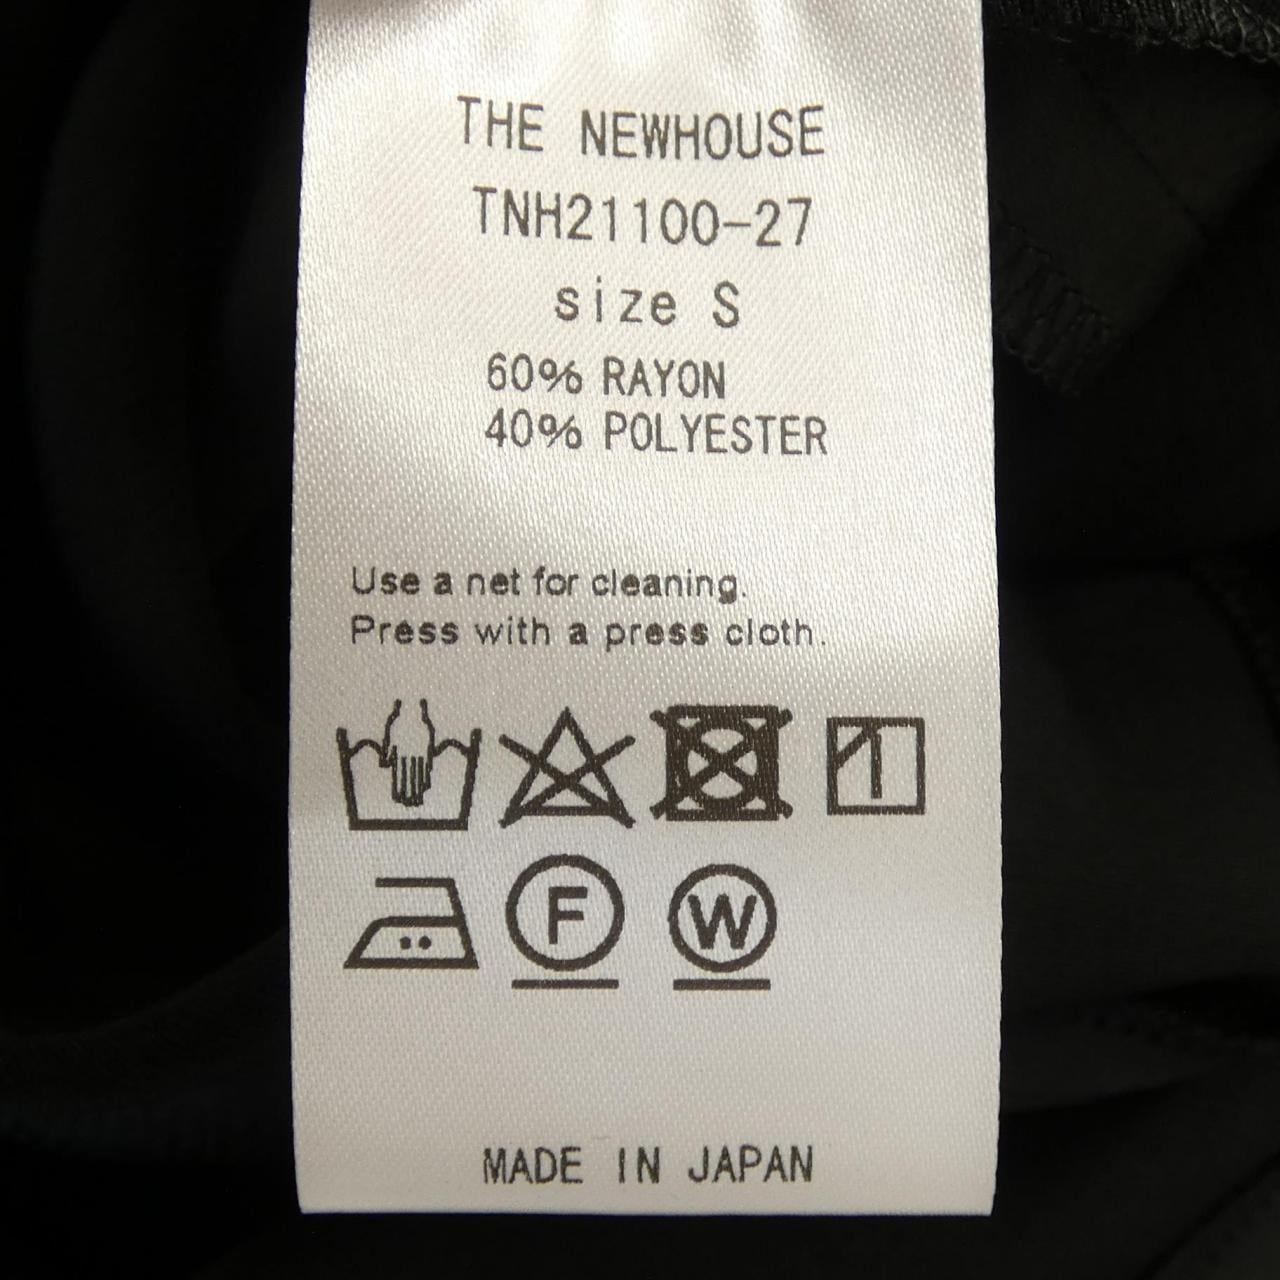 THE NEWHOUSE
TNH21100-27
size S
60% RAYON
40% POLYESTER
Use a net for cleaning.
Press with a press cloth.
F W
MADE IN JAPAN